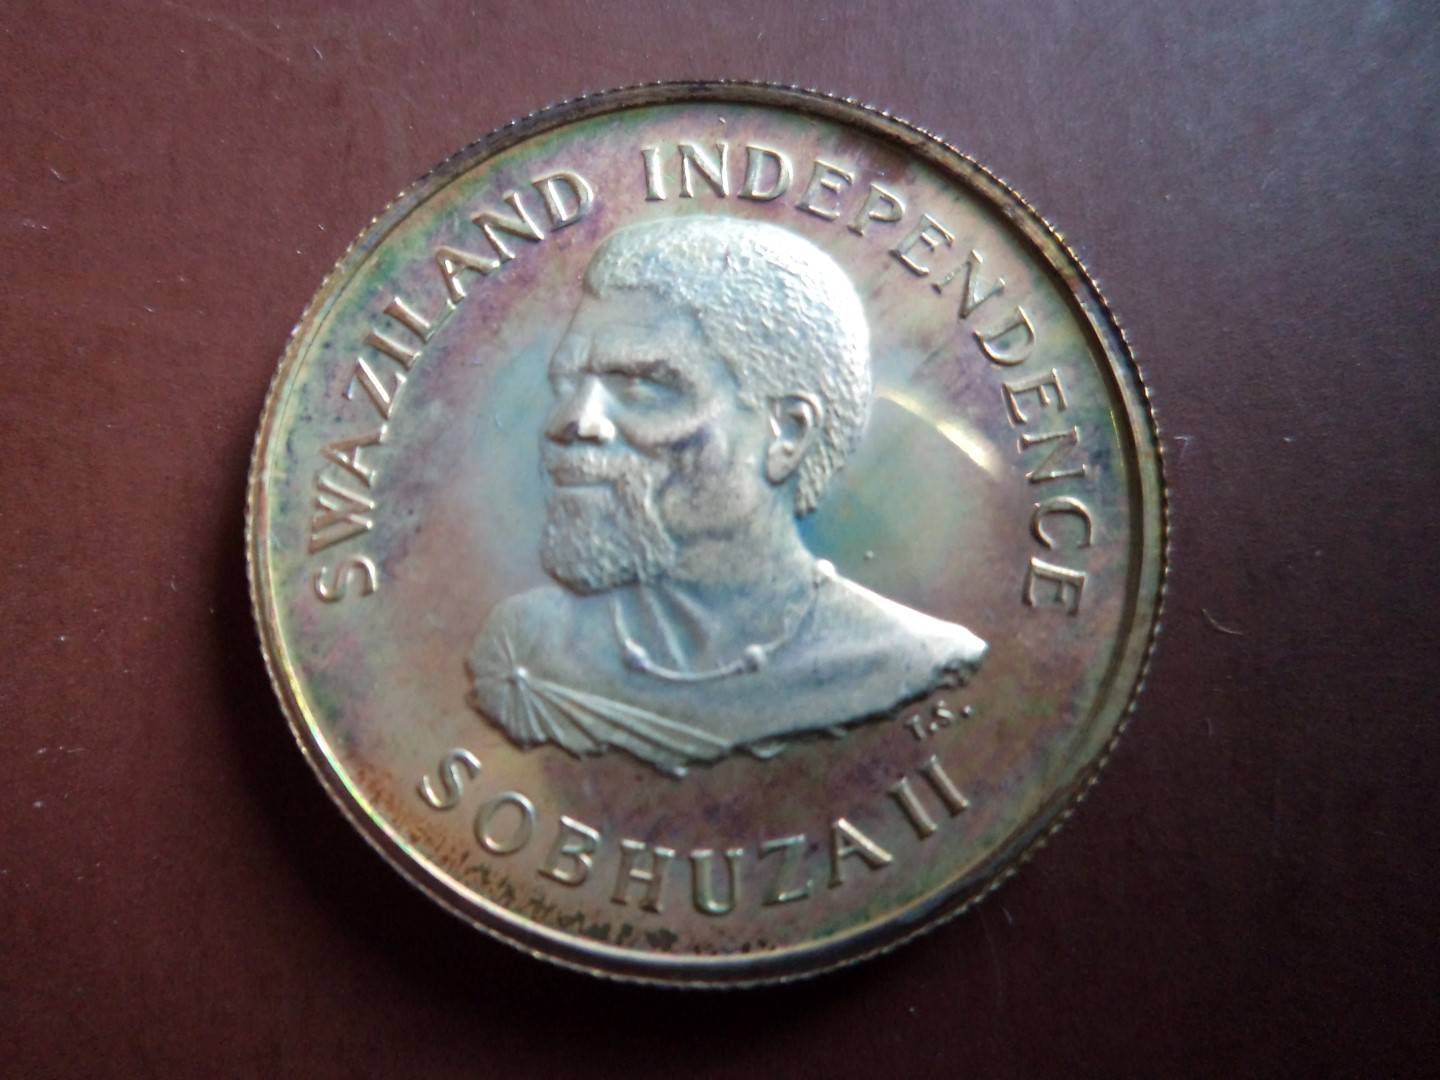 SWAZILAND INDEPENDENCE
T.S.
SOBHUZA II